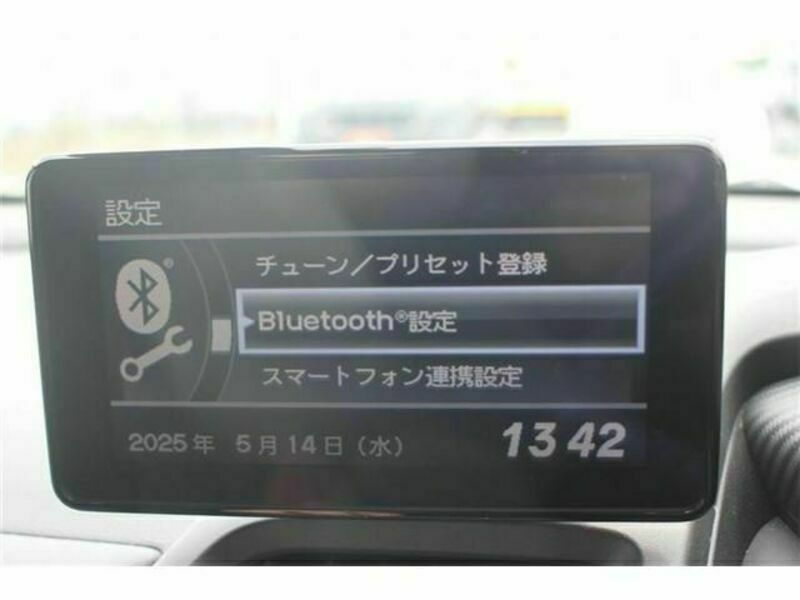 設定
チューン／プリセット登録
Bluetooth®設定
スマートフォン連携設定
2025年 5月14日（水） 13 42